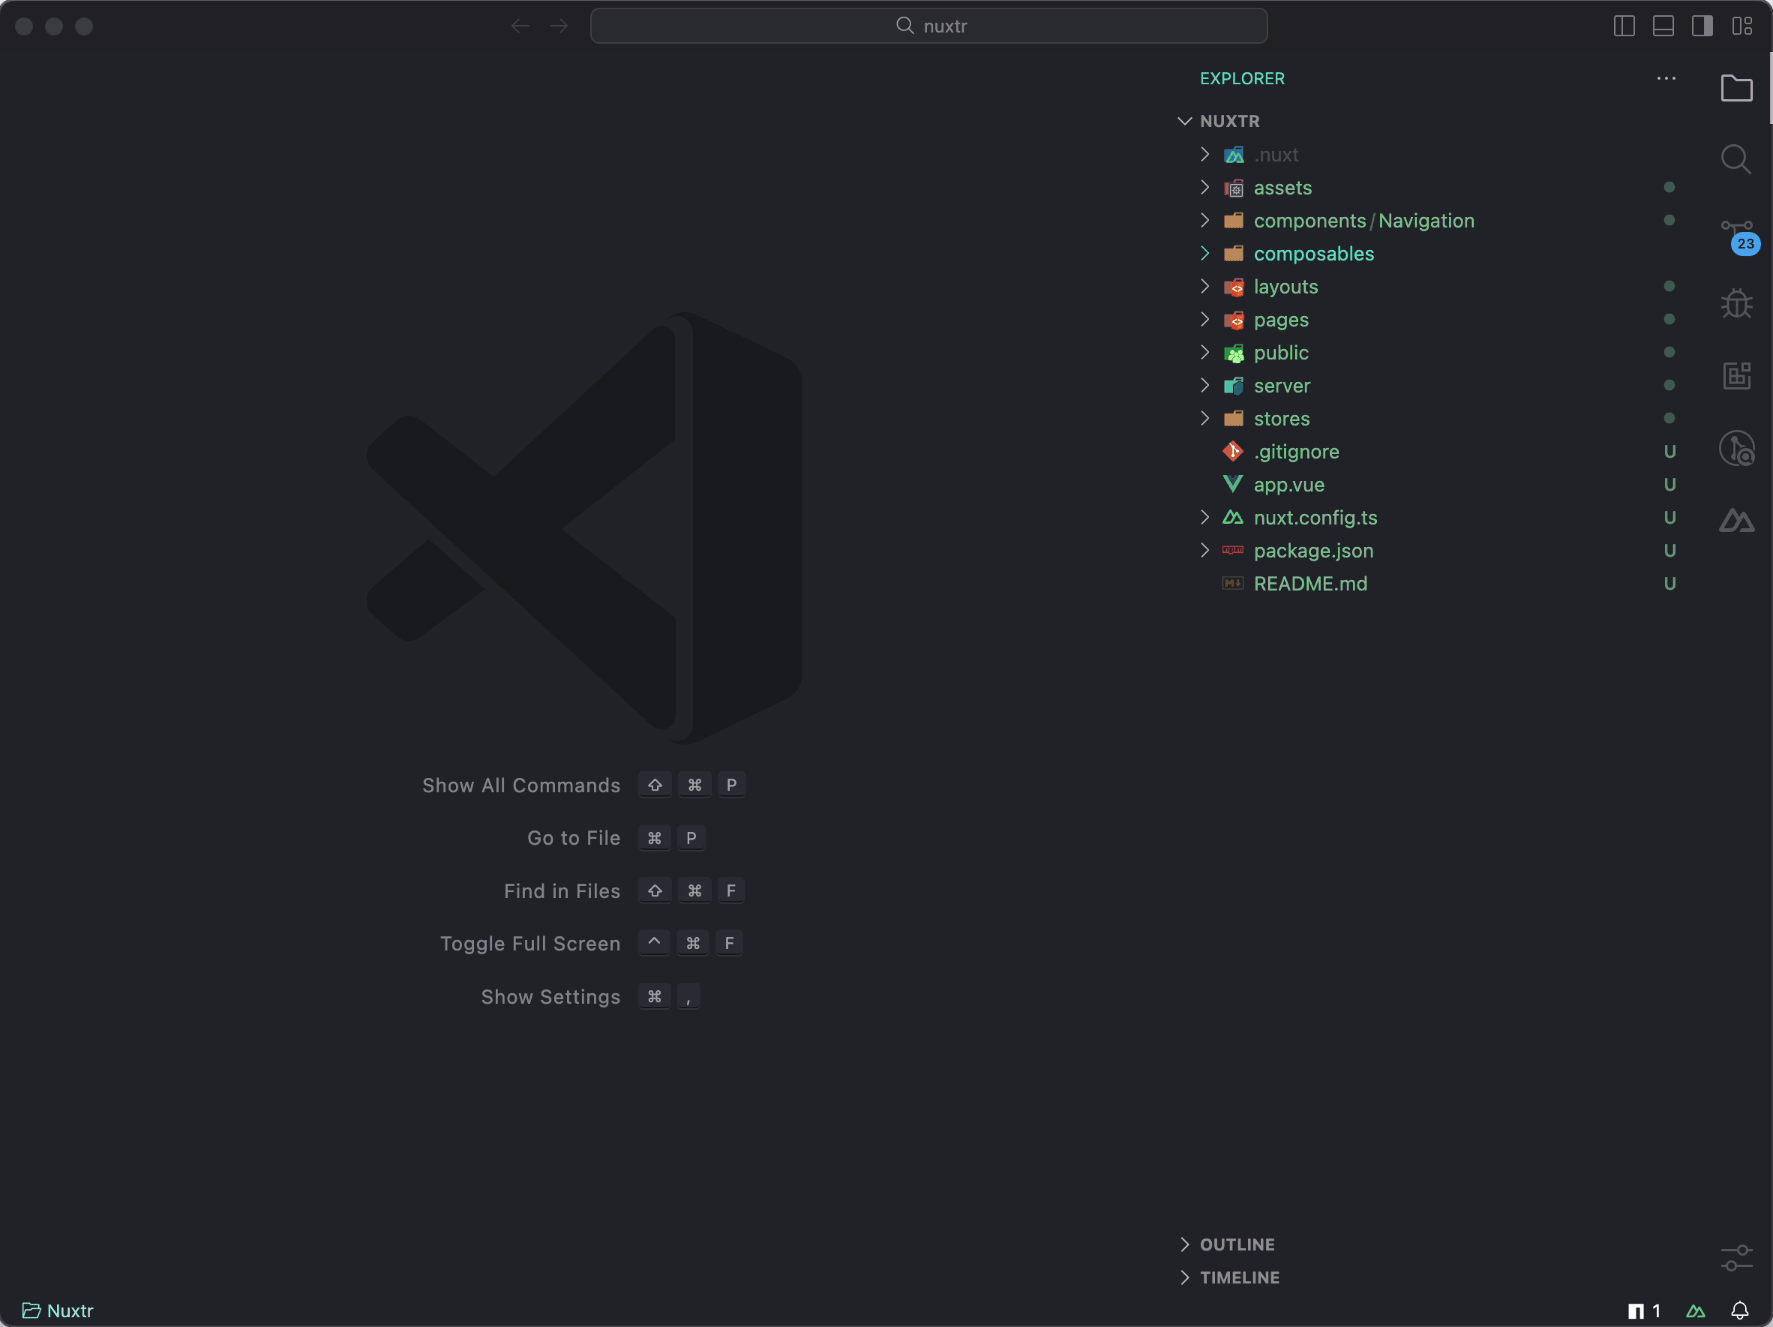 nuxtr
EXPLORER
NUXTR
.nuxt
assets
components/Navigation
composables
23
layouts
pages
public
server
stores
.gitignore U
app.vue U
nuxt.config.ts U
package.json U
README.md U
Show All Commands ⇧ ⌘ P
Go to File ⌘ P
Find in Files ⇧ ⌘ F
Toggle Full Screen ^ ⌘ F
Show Settings ⌘ ,
OUTLINE
TIMELINE
Nuxtr
1